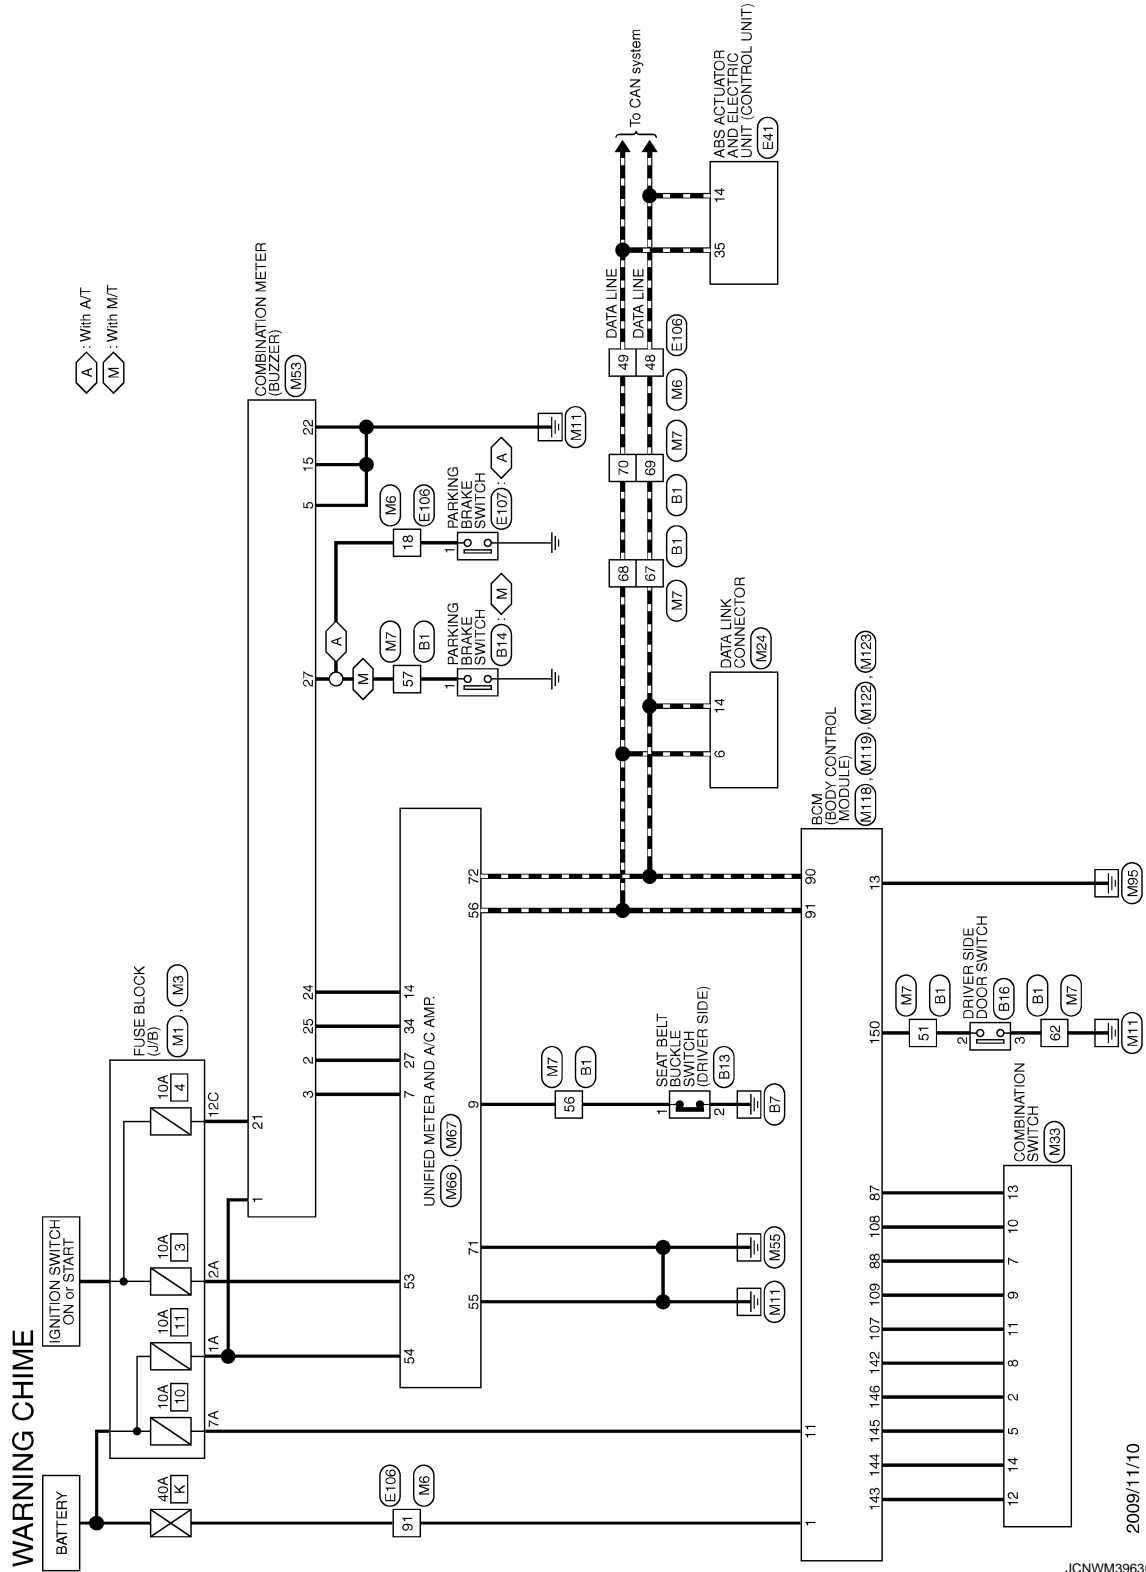 WARNING CHIME
BATTERY
IGNITION SWITCH
ON or START
40A
K
10A
10
10A
11
10A
3
10A
4
FUSE BLOCK
(J/B)
M1 , M3
7A
1A
2A
12C
A : With A/T
M : With M/T
1
21
3
2
25
24
27
5
15
22
COMBINATION METER
(BUZZER)
M53
A
M
M7
57
B1
1
PARKING
BRAKE
SWITCH
B14 : M
M6
18
E106
1
PARKING
BRAKE
SWITCH
E107 : A
M11
E106
91
M6
54
53
7
27
34
14
UNIFIED METER AND A/C AMP.
M66 , M67
55
71
9
56
72
M11
M55
M7
56
B1
1
2
SEAT BELT
BUCKLE
SWITCH
(DRIVER SIDE)
B13
B7
68
67
M7
B1
70
69
B1
M7
49
48
M6
E106
DATA LINE
DATA LINE
To CAN system
6
14
DATA LINK
CONNECTOR
M24
35
14
ABS ACTUATOR
AND ELECTRIC
UNIT (CONTROL UNIT)
E41
1
11
91
90
BCM
(BODY CONTROL
MODULE)
M118 , M119 , M122 , M123
143
144
145
146
142
107
109
88
108
87
150
13
12
14
5
2
8
11
9
7
10
13
COMBINATION
SWITCH
M33
M7
51
B1
2
3
DRIVER SIDE
DOOR SWITCH
B16
B1
62
M7
M11
M95
2009/11/10